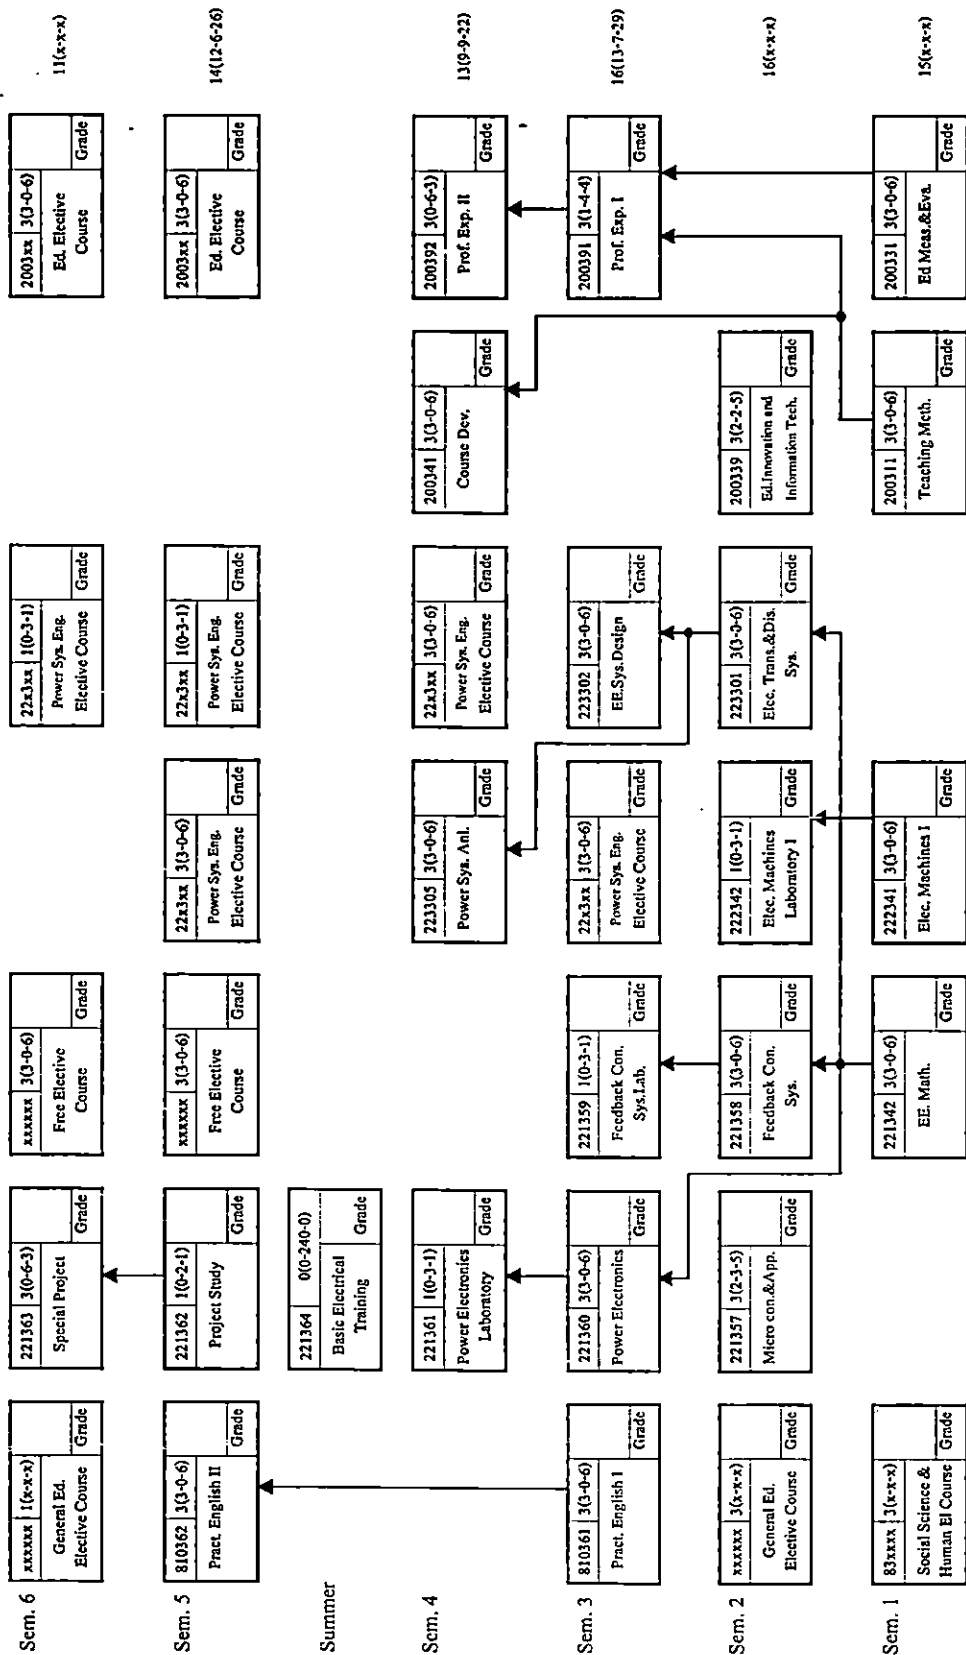 Sem. 6
xxxxxx 1(x-x-x)
General Ed.
Elective Course
Grade
221363 3(0-6-3)
Special Project
Grade
xxxxxx 3(3-0-6)
Free Elective
Course
Grade
22x3xx 1(0-3-1)
Power Sys. Eng.
Elective Course
Grade
2003xx 3(3-0-6)
Ed. Elective
Course
Grade
11(x-x-x)
Sem. 5
810362 3(3-0-6)
Pract. English II
Grade
221362 1(0-2-1)
Project Study
Grade
xxxxxx 3(3-0-6)
Free Elective
Course
Grade
22x3xx 3(3-0-6)
Power Sys. Eng.
Elective Course
Grade
22x3xx 1(0-3-1)
Power Sys. Eng.
Elective Course
Grade
2003xx 3(3-0-6)
Ed. Elective
Course
Grade
14(12-6-26)
Summer
221364 0(0-240-0)
Basic Electrical
Training
Grade
Sem. 4
221361 1(0-3-1)
Power Electronics
Laboratory
Grade
223305 3(3-0-6)
Power Sys. Anl.
Grade
22x3xx 3(3-0-6)
Power Sys. Eng.
Elective Course
Grade
200341 3(3-0-6)
Course Dev.
Grade
200392 3(0-6-3)
Prof. Exp. II
Grade
13(9-9-22)
Sem. 3
810361 3(3-0-6)
Pract. English I
Grade
221360 3(3-0-6)
Power Electronics
Grade
221359 1(0-3-1)
Feedback Con.
Sys.Lab.
Grade
22x3xx 3(3-0-6)
Power Sys. Eng.
Elective Course
Grade
223302 3(3-0-6)
EE.Sys.Design
Grade
200391 3(1-4-4)
Prof. Exp. I
Grade
16(13-7-29)
Sem. 2
xxxxxx 3(x-x-x)
General Ed.
Elective Course
Grade
221357 3(2-3-5)
Micro con.&App.
Grade
221358 3(3-0-6)
Feedback Con.
Sys.
Grade
222342 1(0-3-1)
Elec. Machines
Laboratory I
Grade
223301 3(3-0-6)
Elec. Trans.&Dis.
Sys.
Grade
200339 3(2-2-5)
Ed.Innovation and
Information Tech.
Grade
16(x-x-x)
Sem. 1
83xxxx 3(x-x-x)
Social Science &
Human El Course
Grade
221342 3(3-0-6)
EE. Math.
Grade
222341 3(3-0-6)
Elec. Machines I
Grade
200311 3(3-0-6)
Teaching Meth.
Grade
200331 3(3-0-6)
Ed Meas.&Eva.
Grade
15(x-x-x)